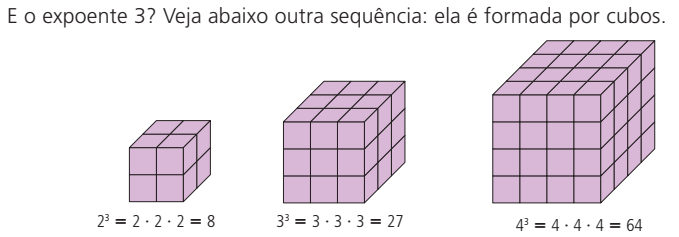 E o expoente 3? Veja abaixo outra sequência: ela é formada por cubos.
2³ = 2 · 2 · 2 = 8
3³ = 3 · 3 · 3 = 27
4³ = 4 · 4 · 4 = 64